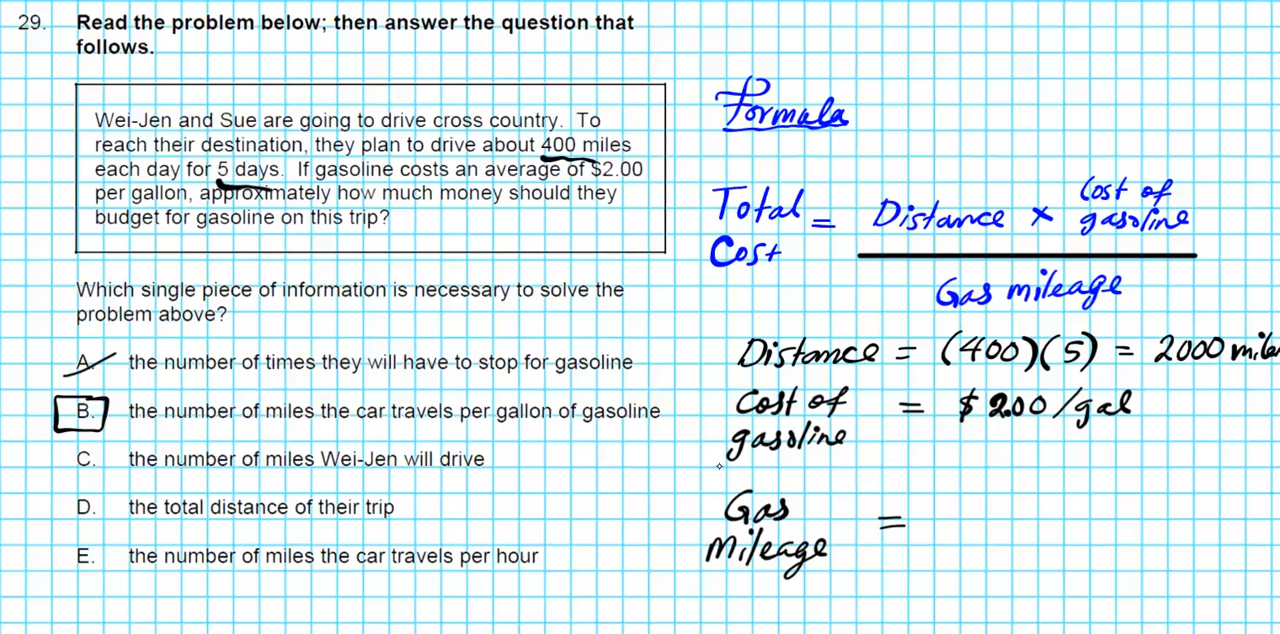 29. Read the problem below; then answer the question that
follows.
Wei-Jen and Sue are going to drive cross country. To
reach their destination, they plan to drive about 400 miles
each day for 5 days. If gasoline costs an average of $2.00
per gallon, approximately how much money should they
budget for gasoline on this trip?
Which single piece of information is necessary to solve the
problem above?
A. the number of times they will have to stop for gasoline
B. the number of miles the car travels per gallon of gasoline
C. the number of miles Wei-Jen will drive
D. the total distance of their trip
E. the number of miles the car travels per hour
Formala
Total Cost = Distance × Cost of gasoline
Gas mileage
Distance = (400)(5) = 2000 miles
Cost of gasoline = $2.00/gal
Gas Mileage =